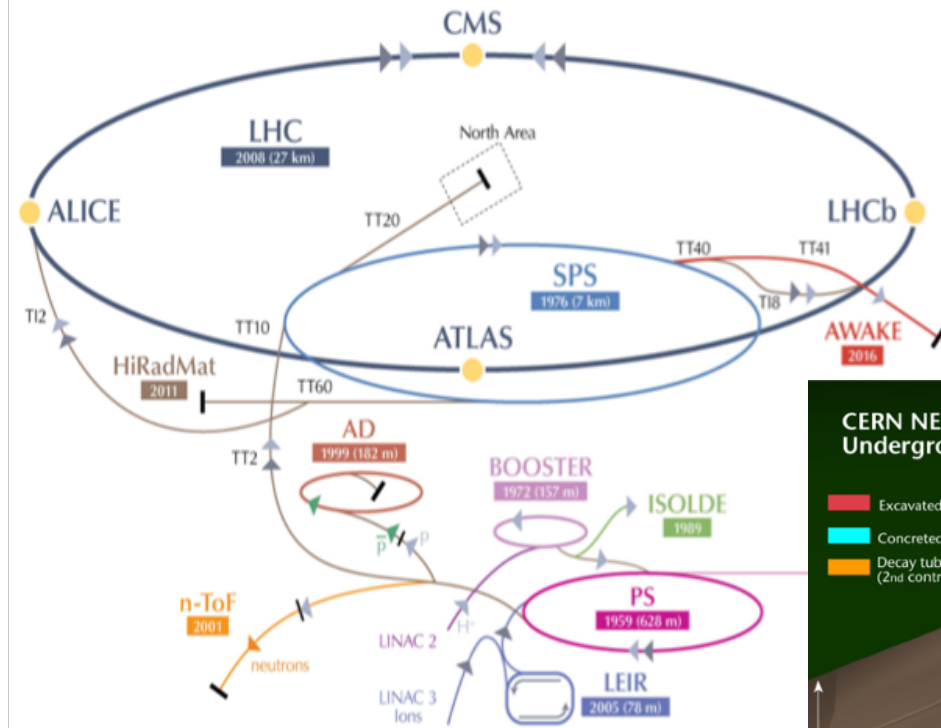 CMS
LHC
2008 (27 km)
North Area
ALICE
LHCb
TT20
TT40
TT41
SPS
1976 (7 km)
TI8
TI2
TT10
ATLAS
AWAKE
2016
HiRadMat
2011
TT60
AD
1999 (182 m)
TT2
BOOSTER
1972 (157 m)
ISOLDE
1989
p̅
p
n-ToF
2001
PS
1959 (628 m)
H⁺
LINAC 2
neutrons
LINAC 3
Ions
LEIR
2005 (78 m)
CERN NE
Undergro
Excavated
Concreted
Decay tub
(2nd contr